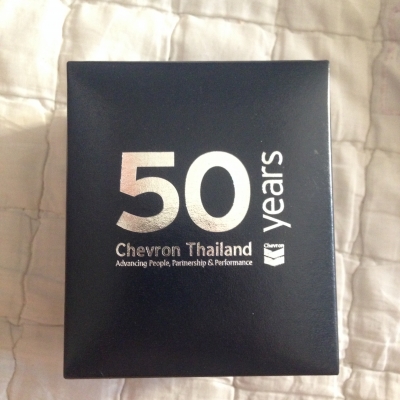 50
years
Chevron Thailand
Advancing People, Partnership & Performance
Chevron